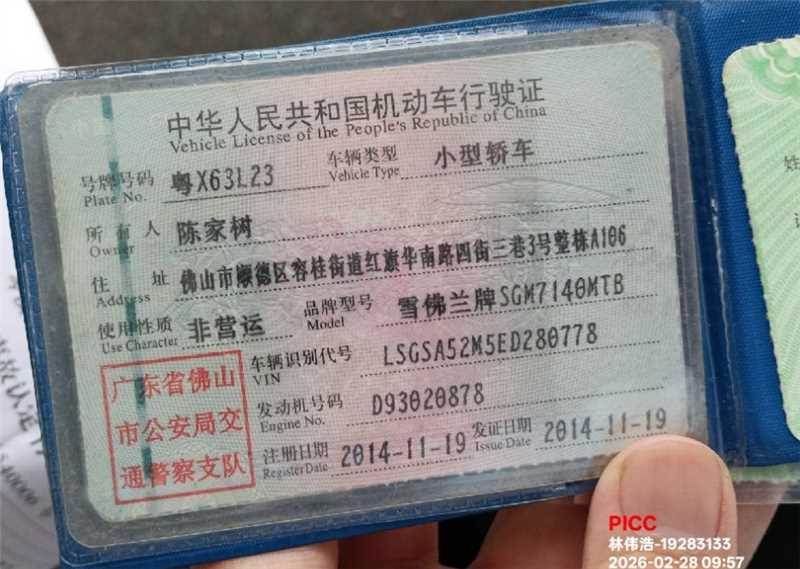 中华人民共和国机动车行驶证
Vehicle License of the People's Republic of China
号牌号码 粤X63L23 车辆类型 小型轿车
Plate No. Vehicle Type
所有人 陈家树
Owner
住址 佛山市顺德区容桂街道红旗华南路四街三巷3号整栋A106
Address
使用性质 非营运 品牌型号 雪佛兰牌SGM7140MTB
Use Character Model
车辆识别代号 LSGSA52M5ED280778
VIN
广东省佛山
市公安局交
通警察支队
发动机号码 D93020878
Engine No.
注册日期 2014-11-19 发证日期 2014-11-19
Register Date Issue Date
PICC
林伟浩-19283133
2026-02-28 09:57